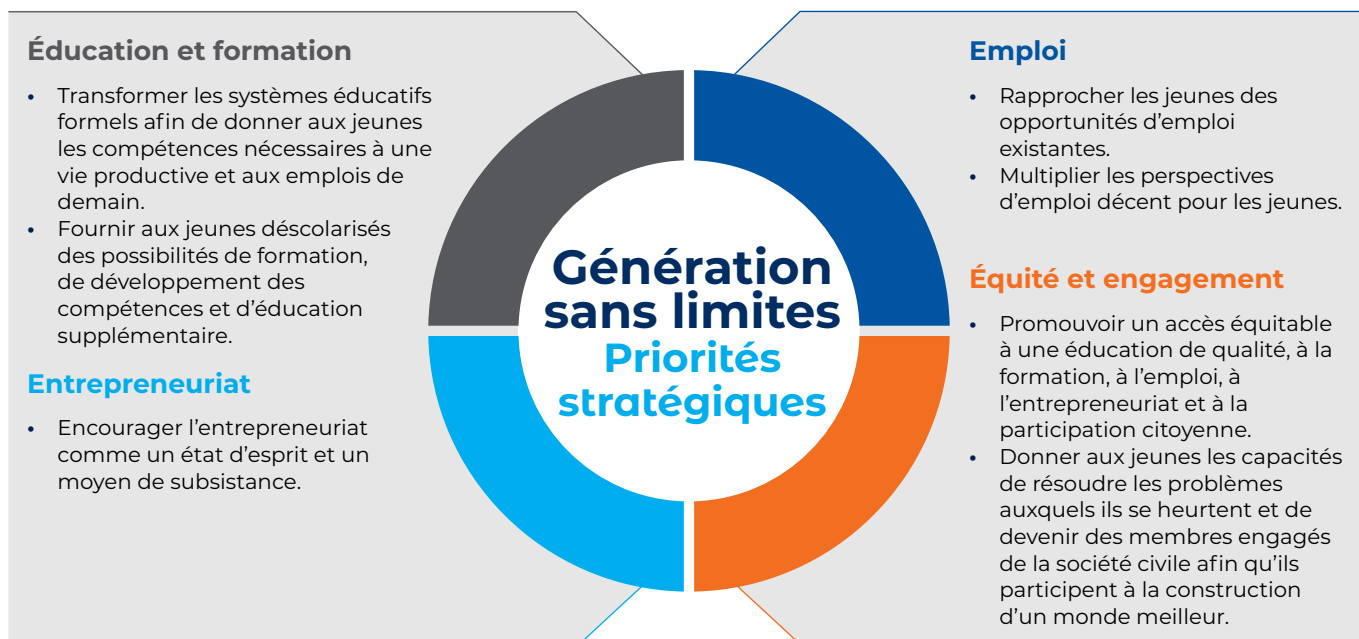 Éducation et formation
• Transformer les systèmes éducatifs
formels afin de donner aux jeunes
les compétences nécessaires à une
vie productive et aux emplois de
demain.
• Fournir aux jeunes déscolarisés
des possibilités de formation,
de développement des
compétences et d’éducation
supplémentaire.
Entrepreneuriat
• Encourager l’entrepreneuriat
comme un état d’esprit et un
moyen de subsistance.
Génération
sans limites
Priorités
stratégiques
Emploi
• Rapprocher les jeunes des
opportunités d’emploi
existantes.
• Multiplier les perspectives
d’emploi décent pour les jeunes.
Équité et engagement
• Promouvoir un accès équitable
à une éducation de qualité, à la
formation, à l’emploi, à
l’entrepreneuriat et à la
participation citoyenne.
• Donner aux jeunes les capacités
de résoudre les problèmes
auxquels ils se heurtent et de
devenir des membres engagés
de la société civile afin qu’ils
participent à la construction
d’un monde meilleur.